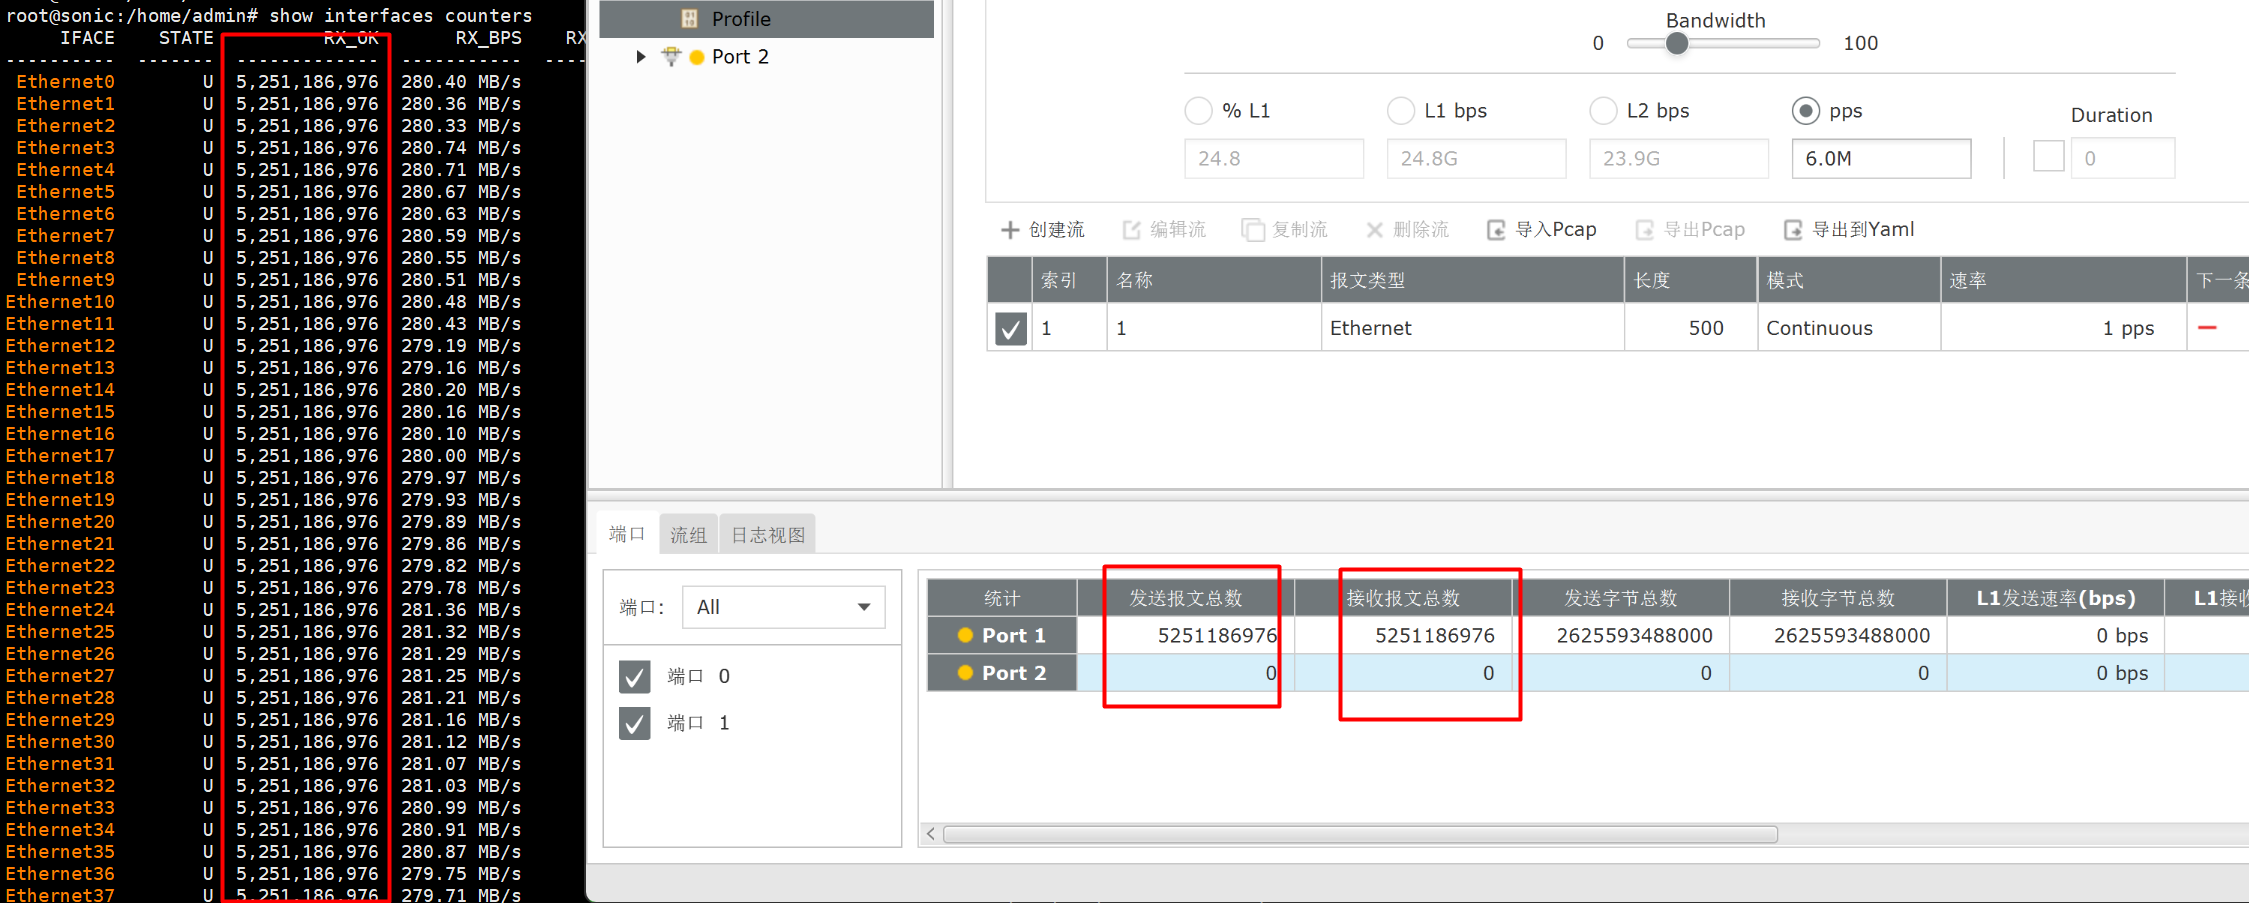 root@sonic:/home/admin# show interfaces counters
IFACE STATE RX_OK RX_BPS RX
---------- ------- ------------- ----------- ----
Ethernet0 U 5,251,186,976 280.40 MB/s
Ethernet1 U 5,251,186,976 280.36 MB/s
Ethernet2 U 5,251,186,976 280.33 MB/s
Ethernet3 U 5,251,186,976 280.74 MB/s
Ethernet4 U 5,251,186,976 280.71 MB/s
Ethernet5 U 5,251,186,976 280.67 MB/s
Ethernet6 U 5,251,186,976 280.63 MB/s
Ethernet7 U 5,251,186,976 280.59 MB/s
Ethernet8 U 5,251,186,976 280.55 MB/s
Ethernet9 U 5,251,186,976 280.51 MB/s
Ethernet10 U 5,251,186,976 280.48 MB/s
Ethernet11 U 5,251,186,976 280.43 MB/s
Ethernet12 U 5,251,186,976 279.19 MB/s
Ethernet13 U 5,251,186,976 279.16 MB/s
Ethernet14 U 5,251,186,976 280.20 MB/s
Ethernet15 U 5,251,186,976 280.16 MB/s
Ethernet16 U 5,251,186,976 280.10 MB/s
Ethernet17 U 5,251,186,976 280.00 MB/s
Ethernet18 U 5,251,186,976 279.97 MB/s
Ethernet19 U 5,251,186,976 279.93 MB/s
Ethernet20 U 5,251,186,976 279.89 MB/s
Ethernet21 U 5,251,186,976 279.86 MB/s
Ethernet22 U 5,251,186,976 279.82 MB/s
Ethernet23 U 5,251,186,976 279.78 MB/s
Ethernet24 U 5,251,186,976 281.36 MB/s
Ethernet25 U 5,251,186,976 281.32 MB/s
Ethernet26 U 5,251,186,976 281.29 MB/s
Ethernet27 U 5,251,186,976 281.25 MB/s
Ethernet28 U 5,251,186,976 281.21 MB/s
Ethernet29 U 5,251,186,976 281.16 MB/s
Ethernet30 U 5,251,186,976 281.12 MB/s
Ethernet31 U 5,251,186,976 281.07 MB/s
Ethernet32 U 5,251,186,976 281.03 MB/s
Ethernet33 U 5,251,186,976 280.99 MB/s
Ethernet34 U 5,251,186,976 280.91 MB/s
Ethernet35 U 5,251,186,976 280.87 MB/s
Ethernet36 U 5,251,186,976 279.75 MB/s
Ethernet37 U 5,251,186,976 279.71 MB/s
Profile
Port 2
Bandwidth
0 100
% L1 L1 bps L2 bps pps Duration
24.8 24.8G 23.9G 6.0M 0
创建流 编辑流 复制流 删除流 导入Pcap 导出Pcap 导出到Yaml
索引 名称 报文类型 长度 模式 速率 下一条
1 1 Ethernet 500 Continuous 1 pps
端口 流组 日志视图
端口: All
端口 0
端口 1
统计 发送报文总数 接收报文总数 发送字节总数 接收字节总数 L1发送速率(bps) L1接收
Port 1 5251186976 5251186976 2625593488000 2625593488000 0 bps
Port 2 0 0 0 0 0 bps